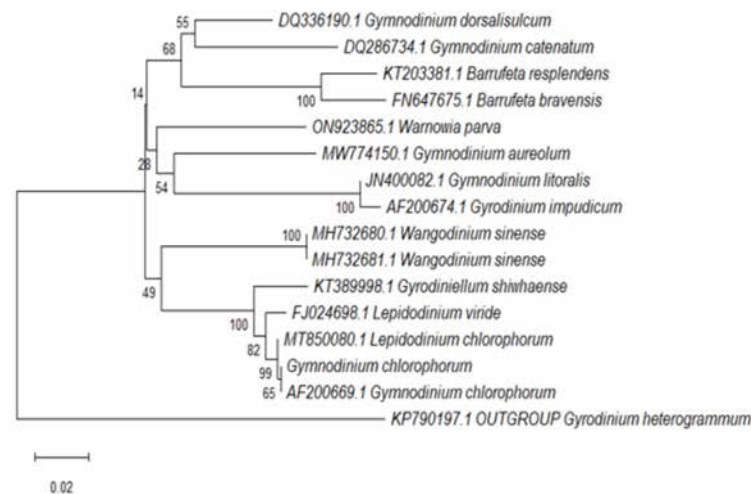 55
DQ336190.1 Gymnodinium dorsalisulcum
68
DQ286734.1 Gymnodinium catenatum
KT203381.1 Barrufeta resplendens
14
100
FN647675.1 Barrufeta bravensis
ON923865.1 Warnowia parva
28
MW774150.1 Gymnodinium aureolum
54
JN400082.1 Gymnodinium litoralis
100
AF200674.1 Gyrodinium impudicum
100
MH732680.1 Wangodinium sinense
MH732681.1 Wangodinium sinense
49
KT389998.1 Gyrodiniellum shiwhaense
100
FJ024698.1 Lepidodinium viride
82
MT850080.1 Lepidodinium chlorophorum
99
Gymnodinium chlorophorum
65
AF200669.1 Gymnodinium chlorophorum
KP790197.1 OUTGROUP Gyrodinium heterogrammum
0.02